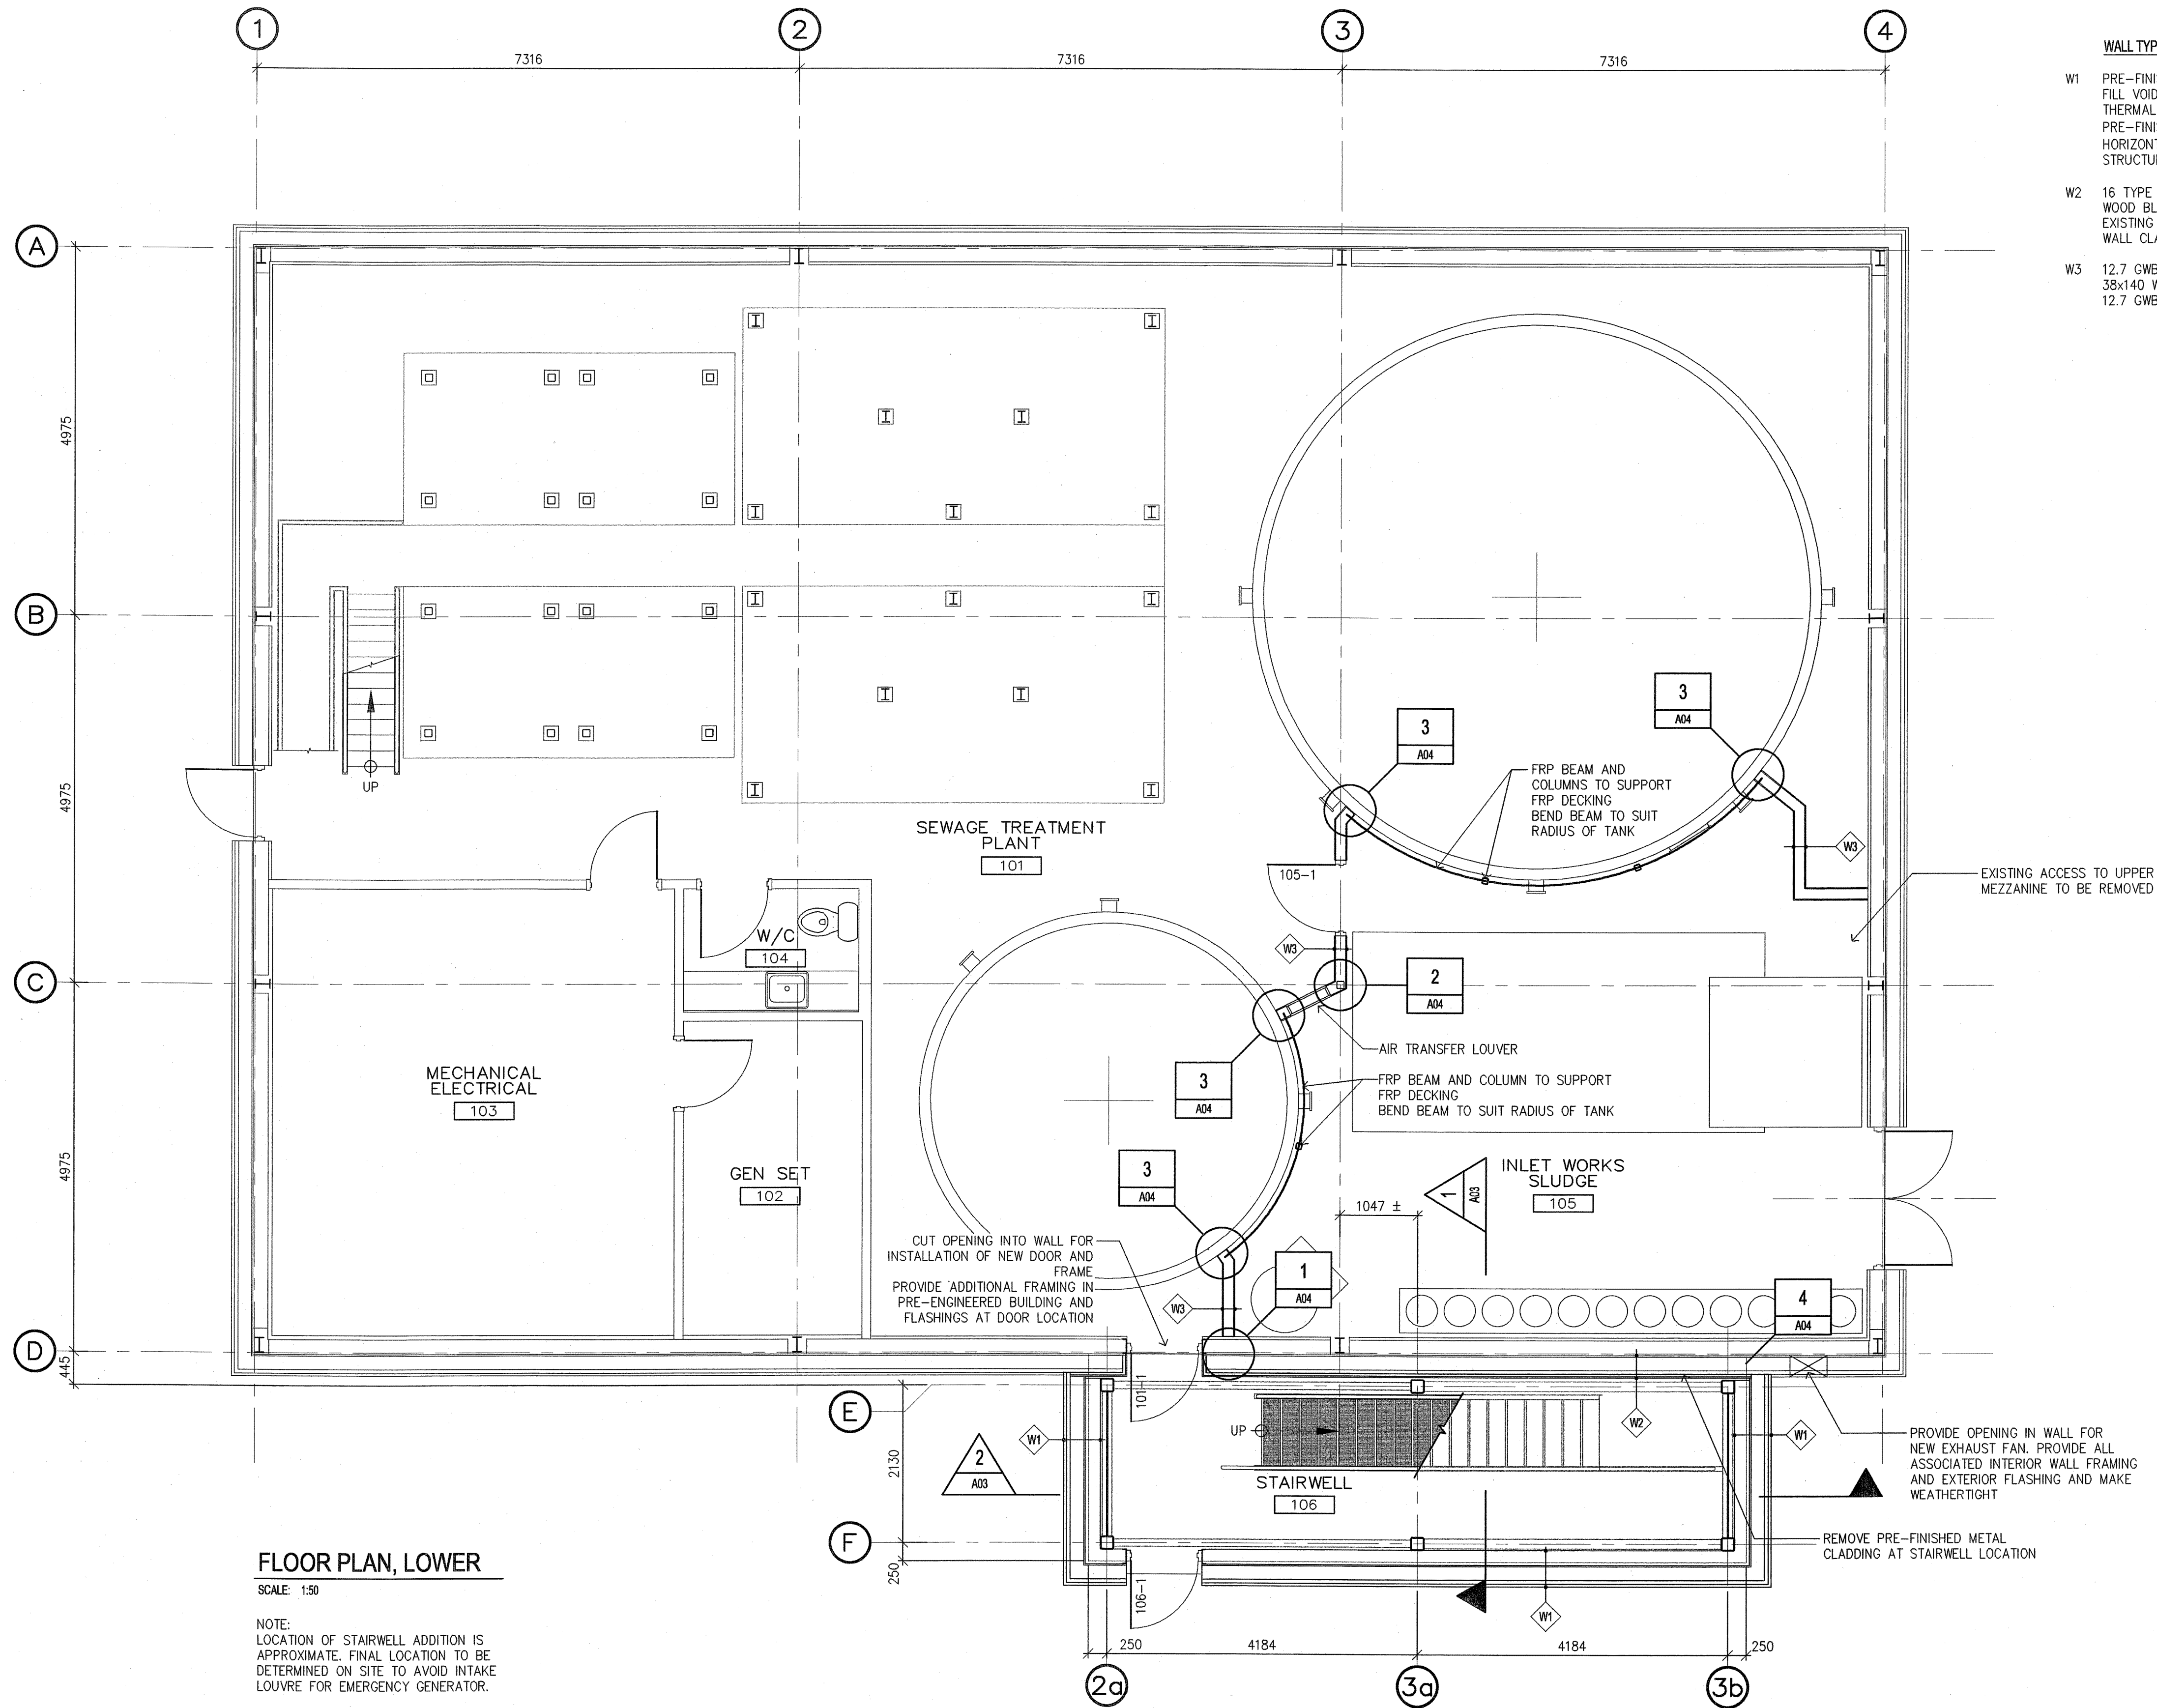 1
2
3
4
7316
7316
7316
WALL TYP
W1 PRE-FINI
FILL VOID
THERMAL
PRE-FINI
HORIZONT
STRUCTU
W2 16 TYPE
WOOD BL
EXISTING
WALL CLA
W3 12.7 GWB
38x140 W
12.7 GWB
A
B
C
D
E
F
4975
4975
4975
445
UP
SEWAGE TREATMENT
PLANT
101
3
A04
3
A04
FRP BEAM AND
COLUMNS TO SUPPORT
FRP DECKING
BEND BEAM TO SUIT
RADIUS OF TANK
W3
EXISTING ACCESS TO UPPER
MEZZANINE TO BE REMOVED
105-1
W/C
104
W3
2
A04
AIR TRANSFER LOUVER
3
A04
FRP BEAM AND COLUMN TO SUPPORT
FRP DECKING
BEND BEAM TO SUIT RADIUS OF TANK
MECHANICAL
ELECTRICAL
103
GEN SET
102
3
A04
1
A03
INLET WORKS
SLUDGE
105
1047 ±
CUT OPENING INTO WALL FOR
INSTALLATION OF NEW DOOR AND
FRAME
PROVIDE ADDITIONAL FRAMING IN
PRE-ENGINEERED BUILDING AND
FLASHINGS AT DOOR LOCATION
W3
1
A04
4
A04
101-1
W1
2
A03
2130
250
UP
W2
W1
STAIRWELL
106
PROVIDE OPENING IN WALL FOR
NEW EXHAUST FAN. PROVIDE ALL
ASSOCIATED INTERIOR WALL FRAMING
AND EXTERIOR FLASHING AND MAKE
WEATHERTIGHT
REMOVE PRE-FINISHED METAL
CLADDING AT STAIRWELL LOCATION
106-1
W1
250
4184
4184
250
2a
3a
3b
FLOOR PLAN, LOWER
SCALE: 1:50
NOTE:
LOCATION OF STAIRWELL ADDITION IS
APPROXIMATE. FINAL LOCATION TO BE
DETERMINED ON SITE TO AVOID INTAKE
LOUVRE FOR EMERGENCY GENERATOR.